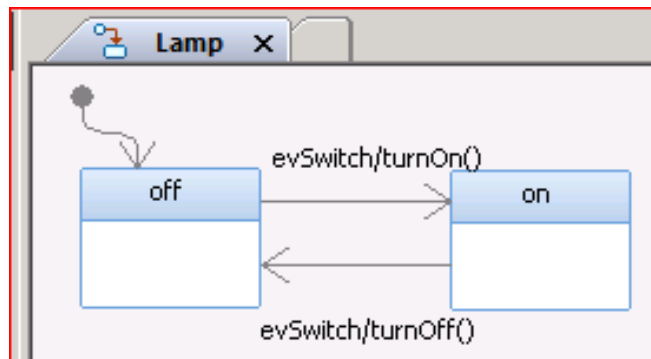 Lamp
evSwitch/turnOn()
off
on
evSwitch/turnOff()